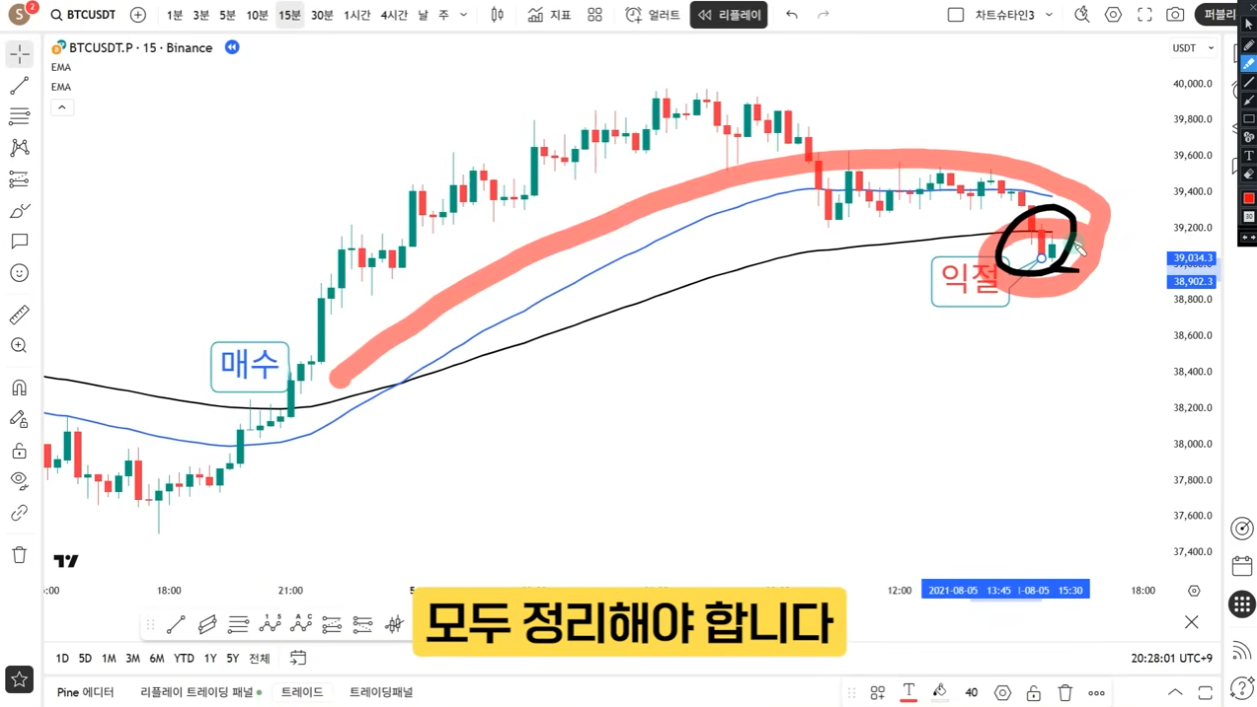 S 2 BTCUSDT 1분 3분 5분 10분 15분 30분 1시간 4시간 날 주 지표 얼러트 리플레이 차트슈타인3 퍼블리
BTCUSDT.P · 15 · Binance
USDT
EMA
EMA
40,000.0
39,800.0
39,600.0
39,400.0
39,200.0
39,034.3
38,902.3
38,800.0
38,600.0
38,400.0
38,200.0
38,000.0
37,800.0
37,600.0
37,400.0
익절
매수
18:00 21:00 12:00 2021-08-05 13:45 -08-05 15:30 18:00
모두 정리해야 합니다
1D 5D 1M 3M 6M YTD 1Y 5Y 전체
20:28:01 UTC+9
Pine 에디터 리플레이 트레이딩 패널 트레이드 트레이딩패널
T 40